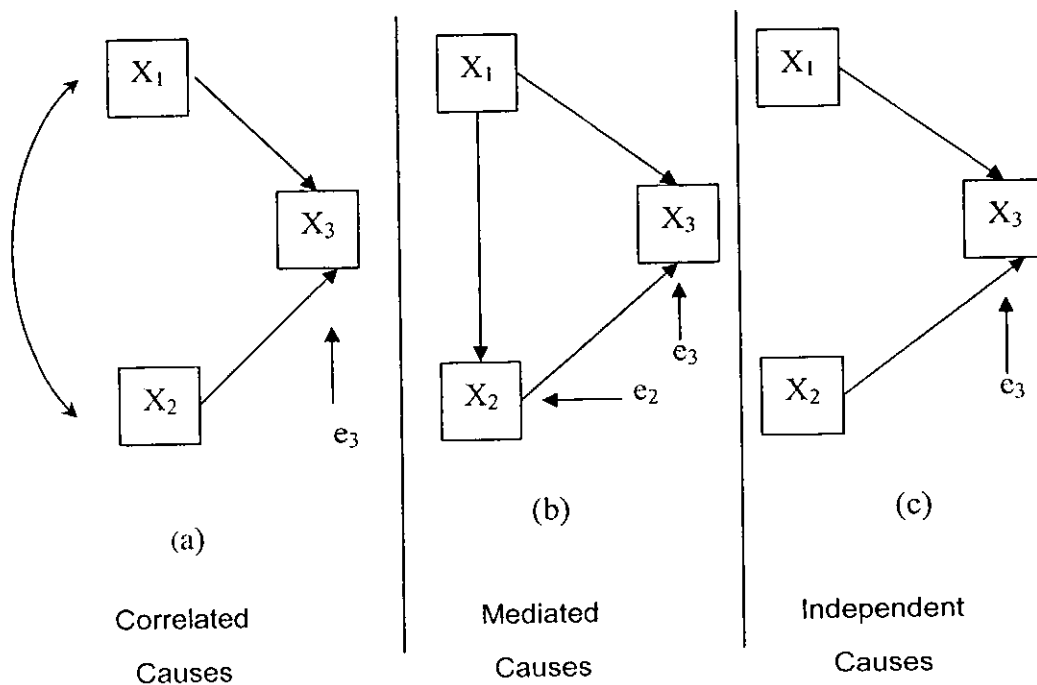 X₁
X₃
X₂
e₃
(a)
Correlated
Causes
X₁
X₃
e₃
X₂
e₂
(b)
Mediated
Causes
X₁
X₃
X₂
e₃
(c)
Independent
Causes